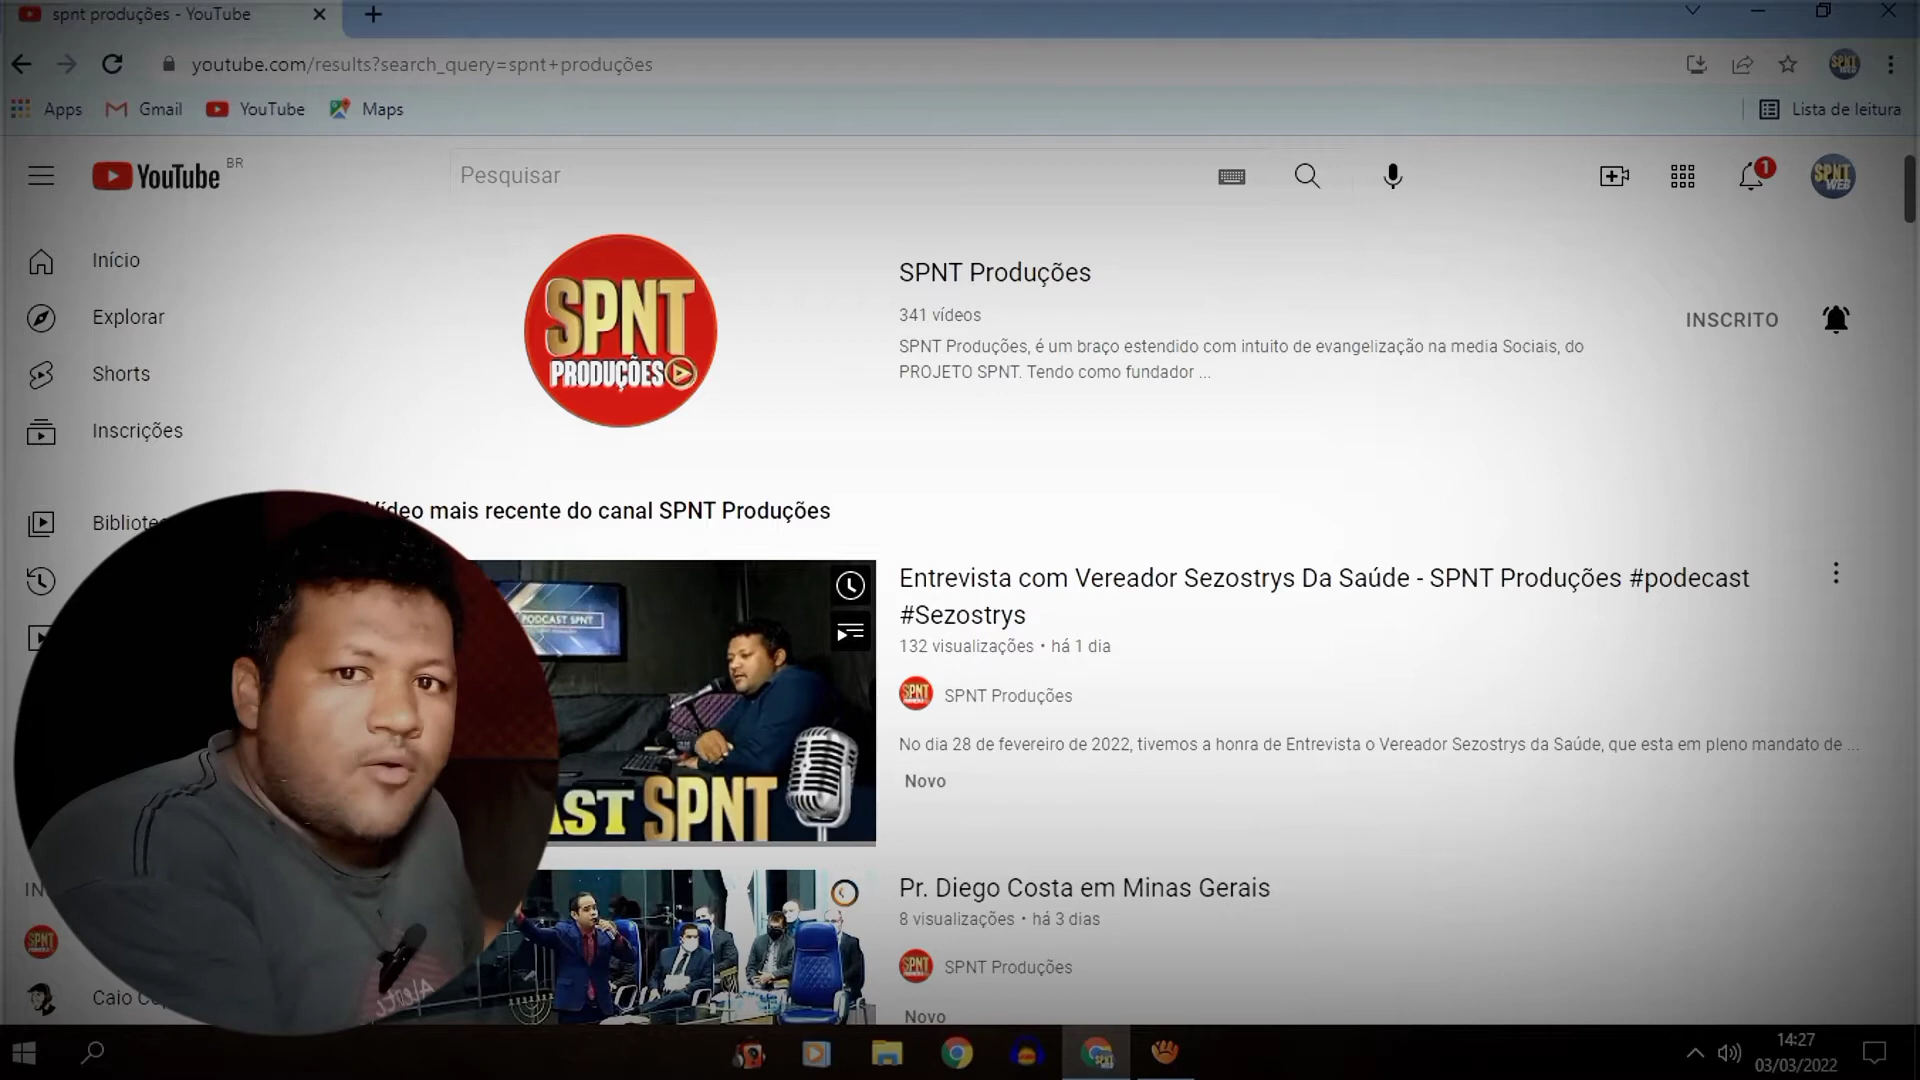 spnt produções - YouTube
youtube.com/results?search_query=spnt+produções
Apps
Gmail
YouTube
Maps
Lista de leitura
YouTube BR
Pesquisar
1
SPNT WEB
Início
Explorar
Shorts
Inscrições
SPNT
PRODUÇÕES
SPNT Produções
341 vídeos
SPNT Produções, é um braço estendido com intuito de evangelização na media Sociais, do
PROJETO SPNT. Tendo como fundador ...
INSCRITO
Vídeo mais recente do canal SPNT Produções
PODCAST SPNT
AST SPNT
Entrevista com Vereador Sezostrys Da Saúde - SPNT Produções #podecast
#Sezostrys
132 visualizações • há 1 dia
SPNT Produções
No dia 28 de fevereiro de 2022, tivemos a honra de Entrevista o Vereador Sezostrys da Saúde, que esta em pleno mandato de ...
Novo
Pr. Diego Costa em Minas Gerais
8 visualizações • há 3 dias
SPNT Produções
Novo
SPNT
Caio
14:27
03/03/2022